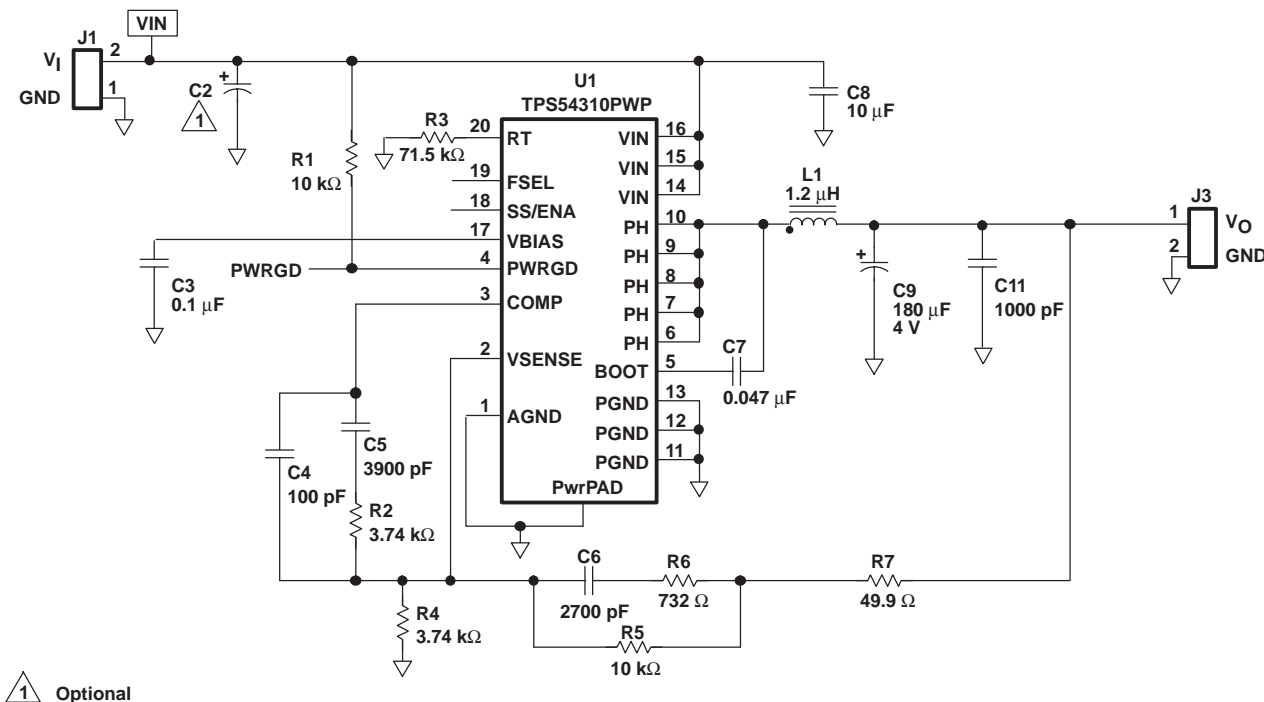 VIN
J1
VI
2
GND
1
C2
1
+
R1
10 kΩ
R3
71.5 kΩ
U1
TPS54310PWP
20 RT
19 FSEL
18 SS/ENA
17 VBIAS
PWRGD
4 PWRGD
3 COMP
2 VSENSE
1 AGND
PwrPAD
VIN 16
VIN 15
VIN 14
PH 10
PH 9
PH 8
PH 7
PH 6
BOOT 5
PGND 13
PGND 12
PGND 11
C8
10 μF
L1
1.2 μH
J3
1
VO
2
GND
+
C9
180 μF
4 V
C11
1000 pF
C7
0.047 μF
C3
0.1 μF
C4
100 pF
C5
3900 pF
R2
3.74 kΩ
R4
3.74 kΩ
C6
2700 pF
R6
732 Ω
R5
10 kΩ
R7
49.9 Ω
1 Optional